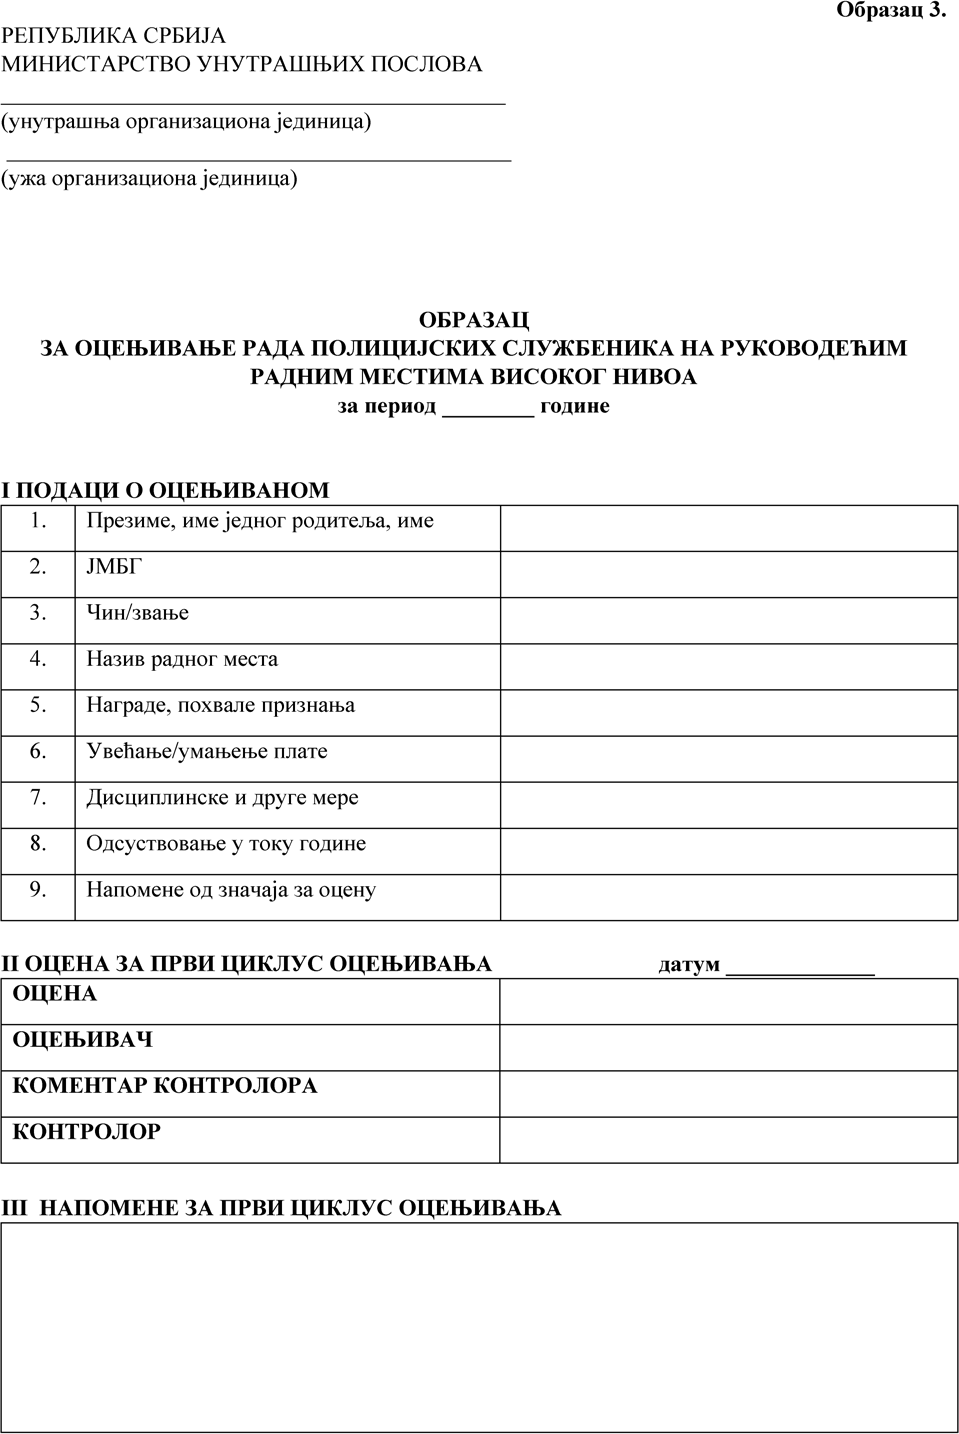 Образац 3.
РЕПУБЛИКА СРБИЈА
МИНИСТАРСТВО УНУТРАШЊИХ ПОСЛОВА
(унутрашња организациона јединица)
(ужа организациона јединица)
ОБРАЗАЦ
ЗА ОЦЕЊИВАЊЕ РАДА ПОЛИЦИЈСКИХ СЛУЖБЕНИКА НА РУКОВОДЕЋИМ
РАДНИМ МЕСТИМА ВИСОКОГ НИВОА
за период ________ године
I ПОДАЦИ О ОЦЕЊИВАНОМ
1. Презиме, име једног родитеља, име
2. ЈМБГ
3. Чин/звање
4. Назив радног места
5. Награде, похвале признања
6. Увећање/умањење плате
7. Дисциплинске и друге мере
8. Одсуствовање у току године
9. Напомене од значаја за оцену
II ОЦЕНА ЗА ПРВИ ЦИКЛУС ОЦЕЊИВАЊА датум _____________
ОЦЕНА
ОЦЕЊИВАЧ
КОМЕНТАР КОНТРОЛОРА
КОНТРОЛОР
III НАПОМЕНЕ ЗА ПРВИ ЦИКЛУС ОЦЕЊИВАЊА